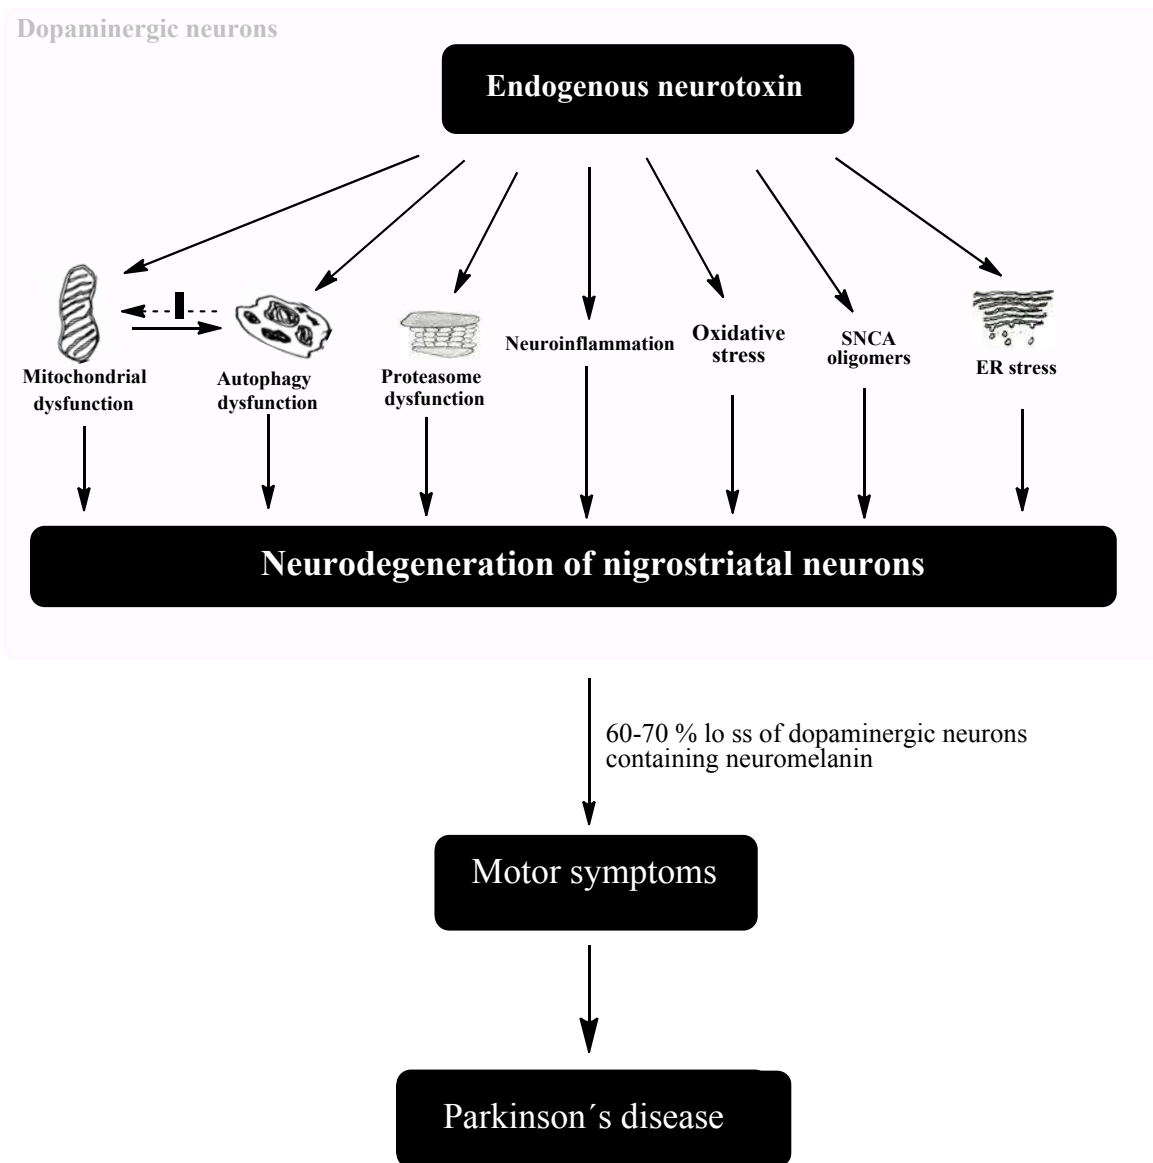 Dopaminergic neurons
Endogenous neurotoxin
Mitochondrial
dysfunction
Autophagy
dysfunction
Proteasome
dysfunction
Neuroinflammation
Oxidative
stress
SNCA
oligomers
ER stress
Neurodegeneration of nigrostriatal neurons
60-70 % lo ss of dopaminergic neurons
containing neuromelanin
Motor symptoms
Parkinson´s disease